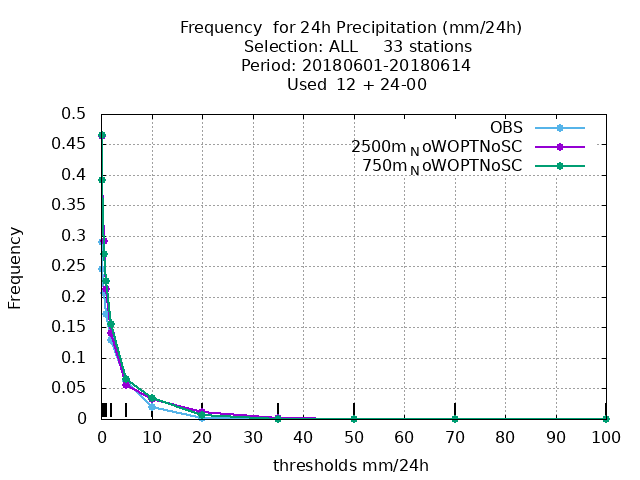 Frequency  for 24h Precipitation (mm/24h)
Selection: ALL     33 stations
Period: 20180601-20180614
Used  12 + 24-00
OBS
2500m_NoWOPTNoSC
750m_NoWOPTNoSC
Frequency
0.5
0.45
0.4
0.35
0.3
0.25
0.2
0.15
0.1
0.05
0
0 10 20 30 40 50 60 70 80 90 100
thresholds mm/24h